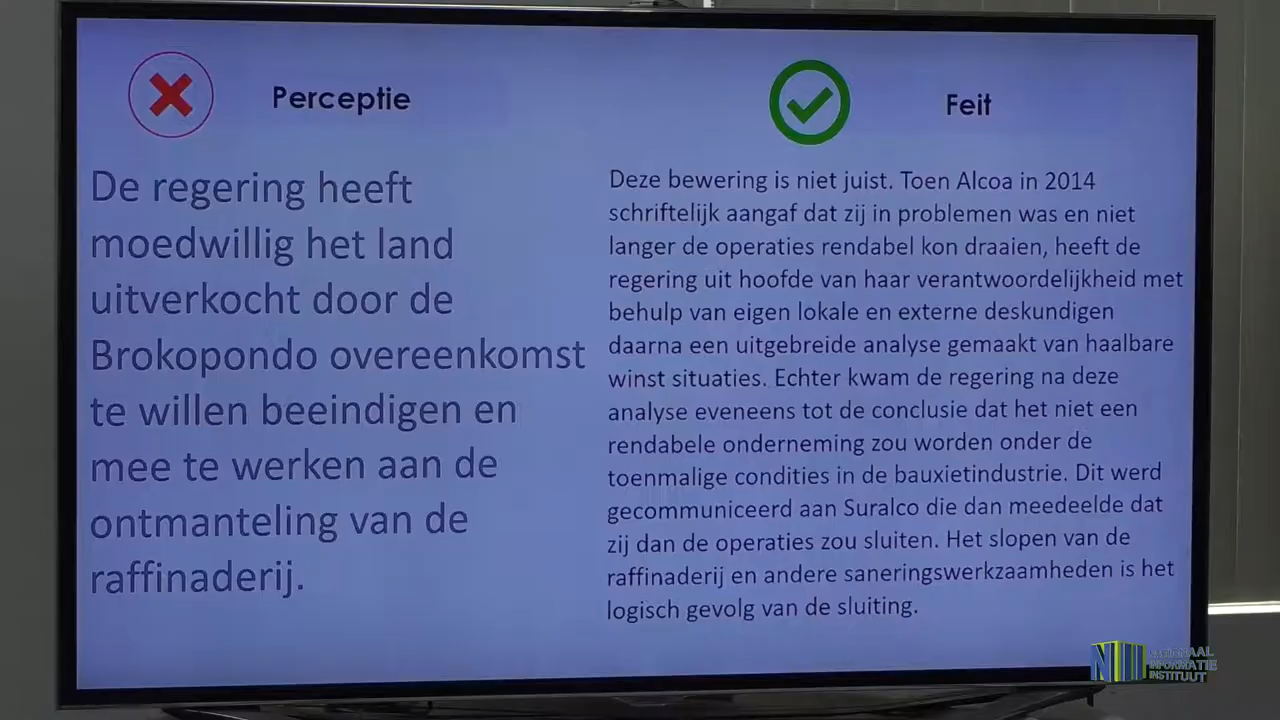 Perceptie
De regering heeft
moedwillig het land
uitverkocht door de
Brokopondo overeenkomst
te willen beeindigen en
mee te werken aan de
ontmanteling van de
raffinaderij.
Feit
Deze bewering is niet juist. Toen Alcoa in 2014
schriftelijk aangaf dat zij in problemen was en niet
langer de operaties rendabel kon draaien, heeft de
regering uit hoofde van haar verantwoordelijkheid met
behulp van eigen lokale en externe deskundigen
daarna een uitgebreide analyse gemaakt van haalbare
winst situaties. Echter kwam de regering na deze
analyse eveneens tot de conclusie dat het niet een
rendabele onderneming zou worden onder de
toenmalige condities in de bauxietindustrie. Dit werd
gecommuniceerd aan Suralco die dan meedeelde dat
zij dan de operaties zou sluiten. Het slopen van de
raffinaderij en andere saneringswerkzaamheden is het
logisch gevolg van de sluiting.
NII
NATIONAAL
INFORMATIE
INSTITUUT